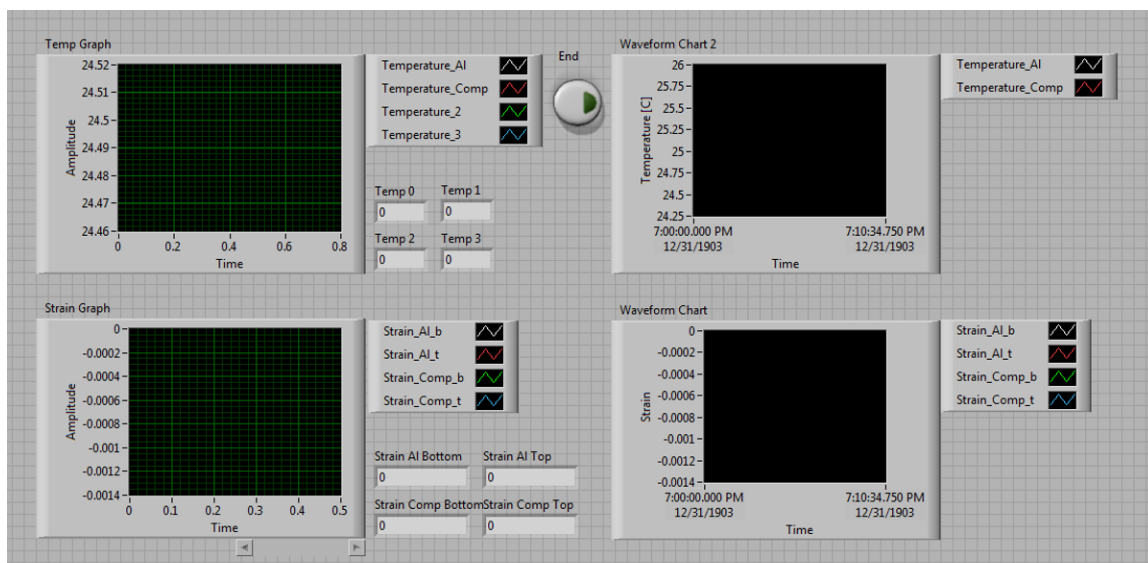 Temp Graph
24.52
24.51
24.5
24.49
24.48
24.47
24.46
Amplitude
0 0.2 0.4 0.6 0.8
Time
Temperature_Al
Temperature_Comp
Temperature_2
Temperature_3
End
Temp 0 Temp 1
0 0
Temp 2 Temp 3
0 0
Waveform Chart 2
26
25.75
25.5
25.25
25
24.75
24.5
24.25
Temperature [C]
7:00:00.000 PM 7:10:34.750 PM
12/31/1903 12/31/1903
Time
Temperature_Al
Temperature_Comp
Strain Graph
0
-0.0002
-0.0004
-0.0006
-0.0008
-0.001
-0.0012
-0.0014
Amplitude
0 0.1 0.2 0.3 0.4 0.5
Time
Strain_Al_b
Strain_Al_t
Strain_Comp_b
Strain_Comp_t
Strain Al Bottom Strain Al Top
0 0
Strain Comp Bottom Strain Comp Top
0 0
Waveform Chart
0
-0.0002
-0.0004
-0.0006
-0.0008
-0.001
-0.0012
-0.0014
Strain
7:00:00.000 PM 7:10:34.750 PM
12/31/1903 12/31/1903
Time
Strain_Al_b
Strain_Al_t
Strain_Comp_b
Strain_Comp_t